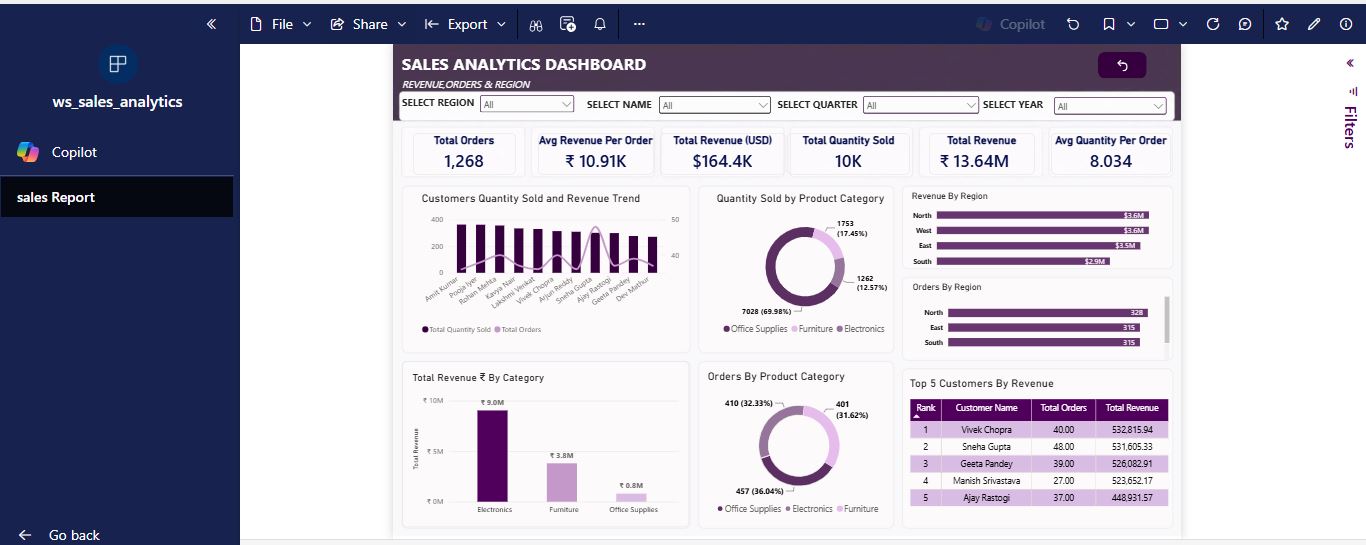 File
Share
Export
Copilot
ws_sales_analytics
Copilot
sales Report
Go back
Filters
SALES ANALYTICS DASHBOARD
REVENUE,ORDERS & REGION
SELECT REGION All SELECT NAME All SELECT QUARTER All SELECT YEAR All
Total Orders
1,268
Avg Revenue Per Order
₹ 10.91K
Total Revenue (USD)
$164.4K
Total Quantity Sold
10K
Total Revenue
₹ 13.64M
Avg Quantity Per Order
8.034
Customers Quantity Sold and Revenue Trend
400
200
0
50
40
Amit Kumar
Pooja Iyer
Rohan Mehta
Kavya Nair
Lakshmi Venkat
Vivek Chopra
Arjun Reddy
Sneha Gupta
Ajay Rastogi
Geeta Pandey
Dev Mathur
Total Quantity Sold Total Orders
Quantity Sold by Product Category
1753
(17.45%)
1262
(12.57%)
7028 (69.98%)
Office Supplies Furniture Electronics
Revenue By Region
North $3.6M
West $3.6M
East $3.5M
South $2.9M
Orders By Region
North 328
East 315
South 315
Total Revenue ₹ By Category
Total Revenue
₹ 10M
₹ 5M
₹ 0M
₹ 9.0M
₹ 3.8M
₹ 0.8M
Electronics
Furniture
Office Supplies
Orders By Product Category
410 (32.33%)
401
(31.62%)
457 (36.04%)
Office Supplies Electronics Furniture
Top 5 Customers By Revenue
Rank Customer Name Total Orders Total Revenue
1 Vivek Chopra 40.00 532,815.94
2 Sneha Gupta 48.00 531,605.33
3 Geeta Pandey 39.00 526,082.91
4 Manish Srivastava 27.00 523,652.17
5 Ajay Rastogi 37.00 448,931.57